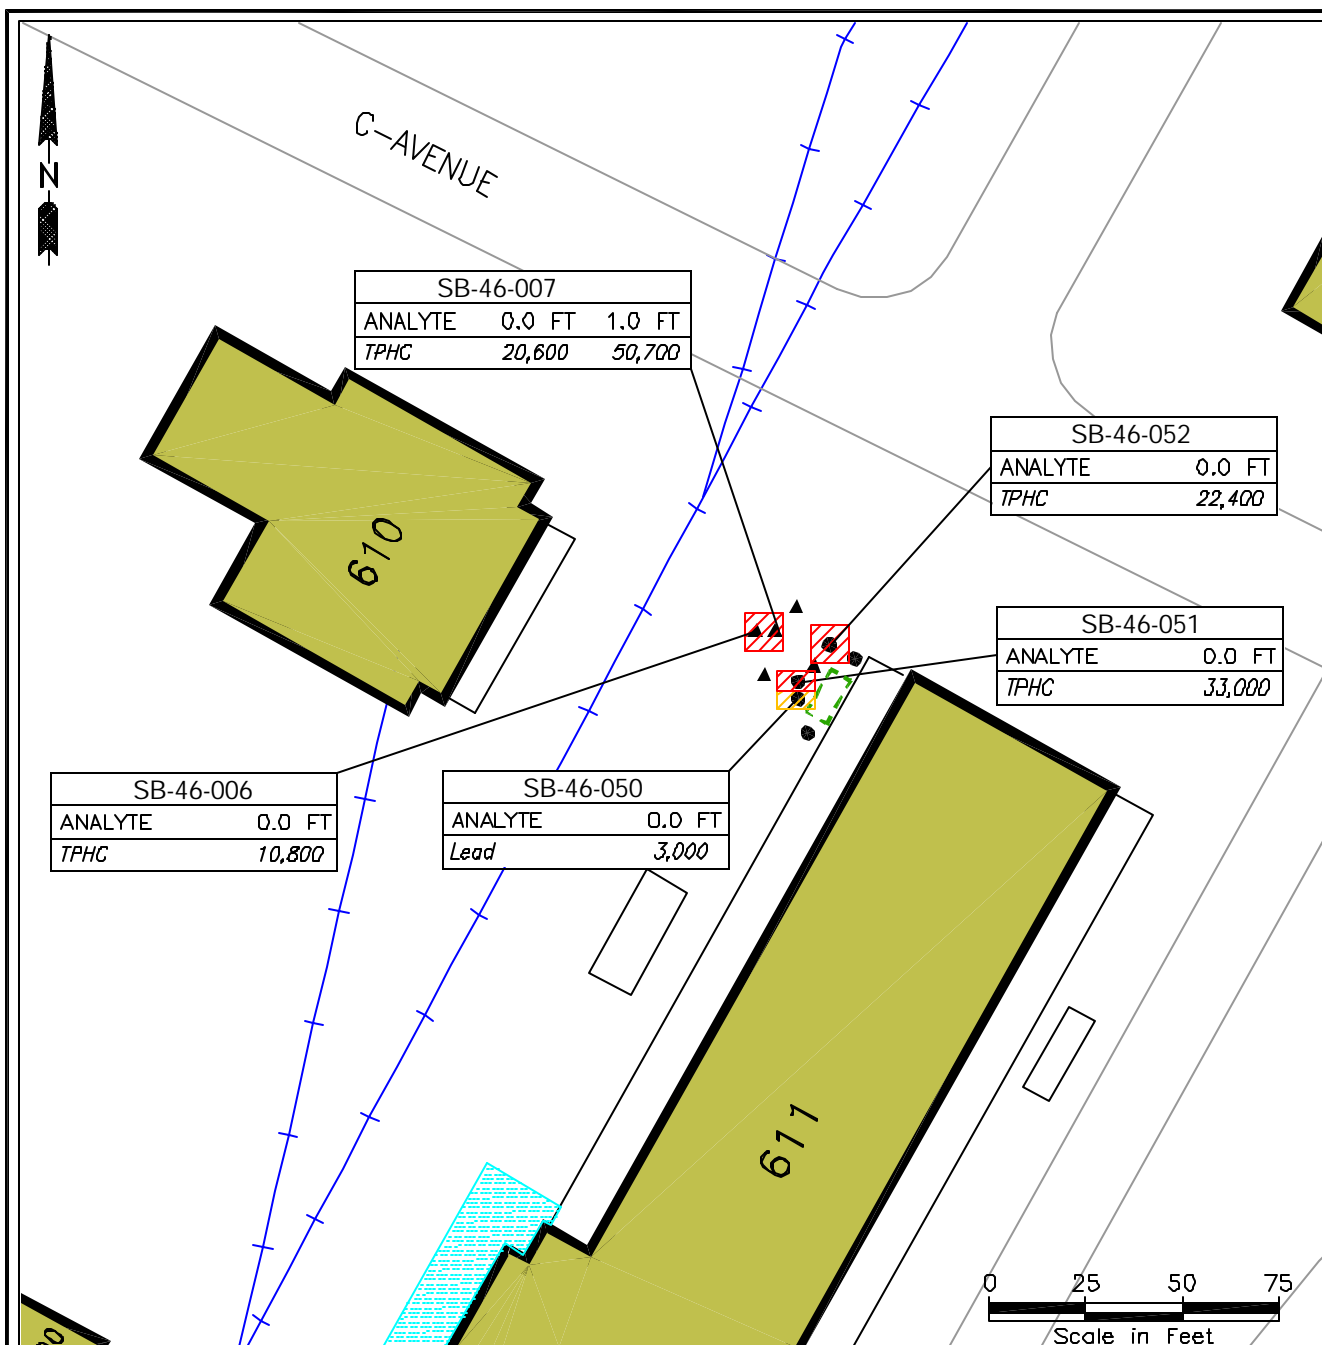 C-AVENUE
N
SB-46-007
ANALYTE 0.0 FT 1.0 FT
TPHC 20,600 50,700
SB-46-052
ANALYTE 0.0 FT
TPHC 22,400
610
SB-46-051
ANALYTE 0.0 FT
TPHC 33,000
SB-46-006
ANALYTE 0.0 FT
TPHC 10,800
SB-46-050
ANALYTE 0.0 FT
Lead 3,000
611
0 25 50 75
Scale in Feet